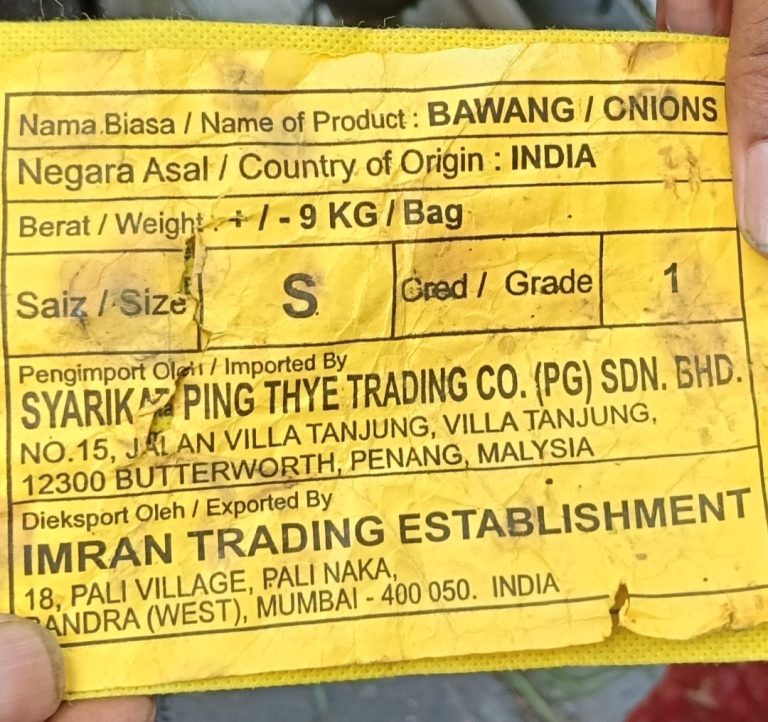 Nama Biasa / Name of Product : BAWANG / ONIONS
Negara Asal / Country of Origin : INDIA
Berat / Weight : + / - 9 KG / Bag
Saiz / Size S Gred / Grade 1
Pengimport Oleh / Imported By
SYARIKAT PING THYE TRADING CO. (PG) SDN. BHD.
NO.15, JALAN VILLA TANJUNG, VILLA TANJUNG,
12300 BUTTERWORTH, PENANG, MALYSIA
Dieksport Oleh / Exported By
IMRAN TRADING ESTABLISHMENT
18, PALI VILLAGE, PALI NAKA,
BANDRA (WEST), MUMBAI - 400 050. INDIA